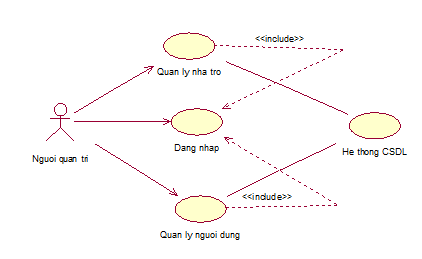 <<include>>
Quan ly nha tro
Dang nhap
Nguoi quan tri
He thong CSDL
<<include>>
Quan ly nguoi dung